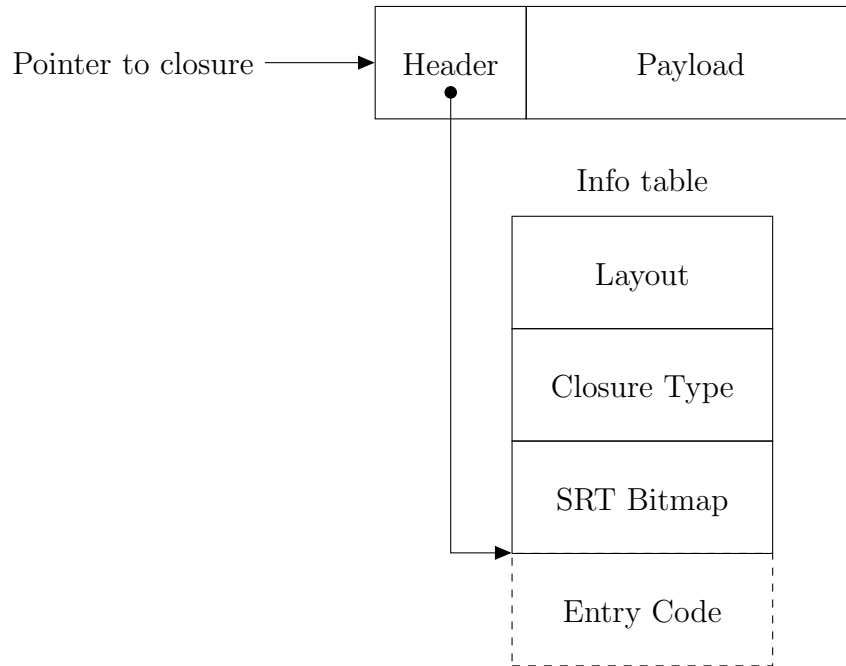 Pointer to closure
Header
Payload
Info table
Layout
Closure Type
SRT Bitmap
Entry Code